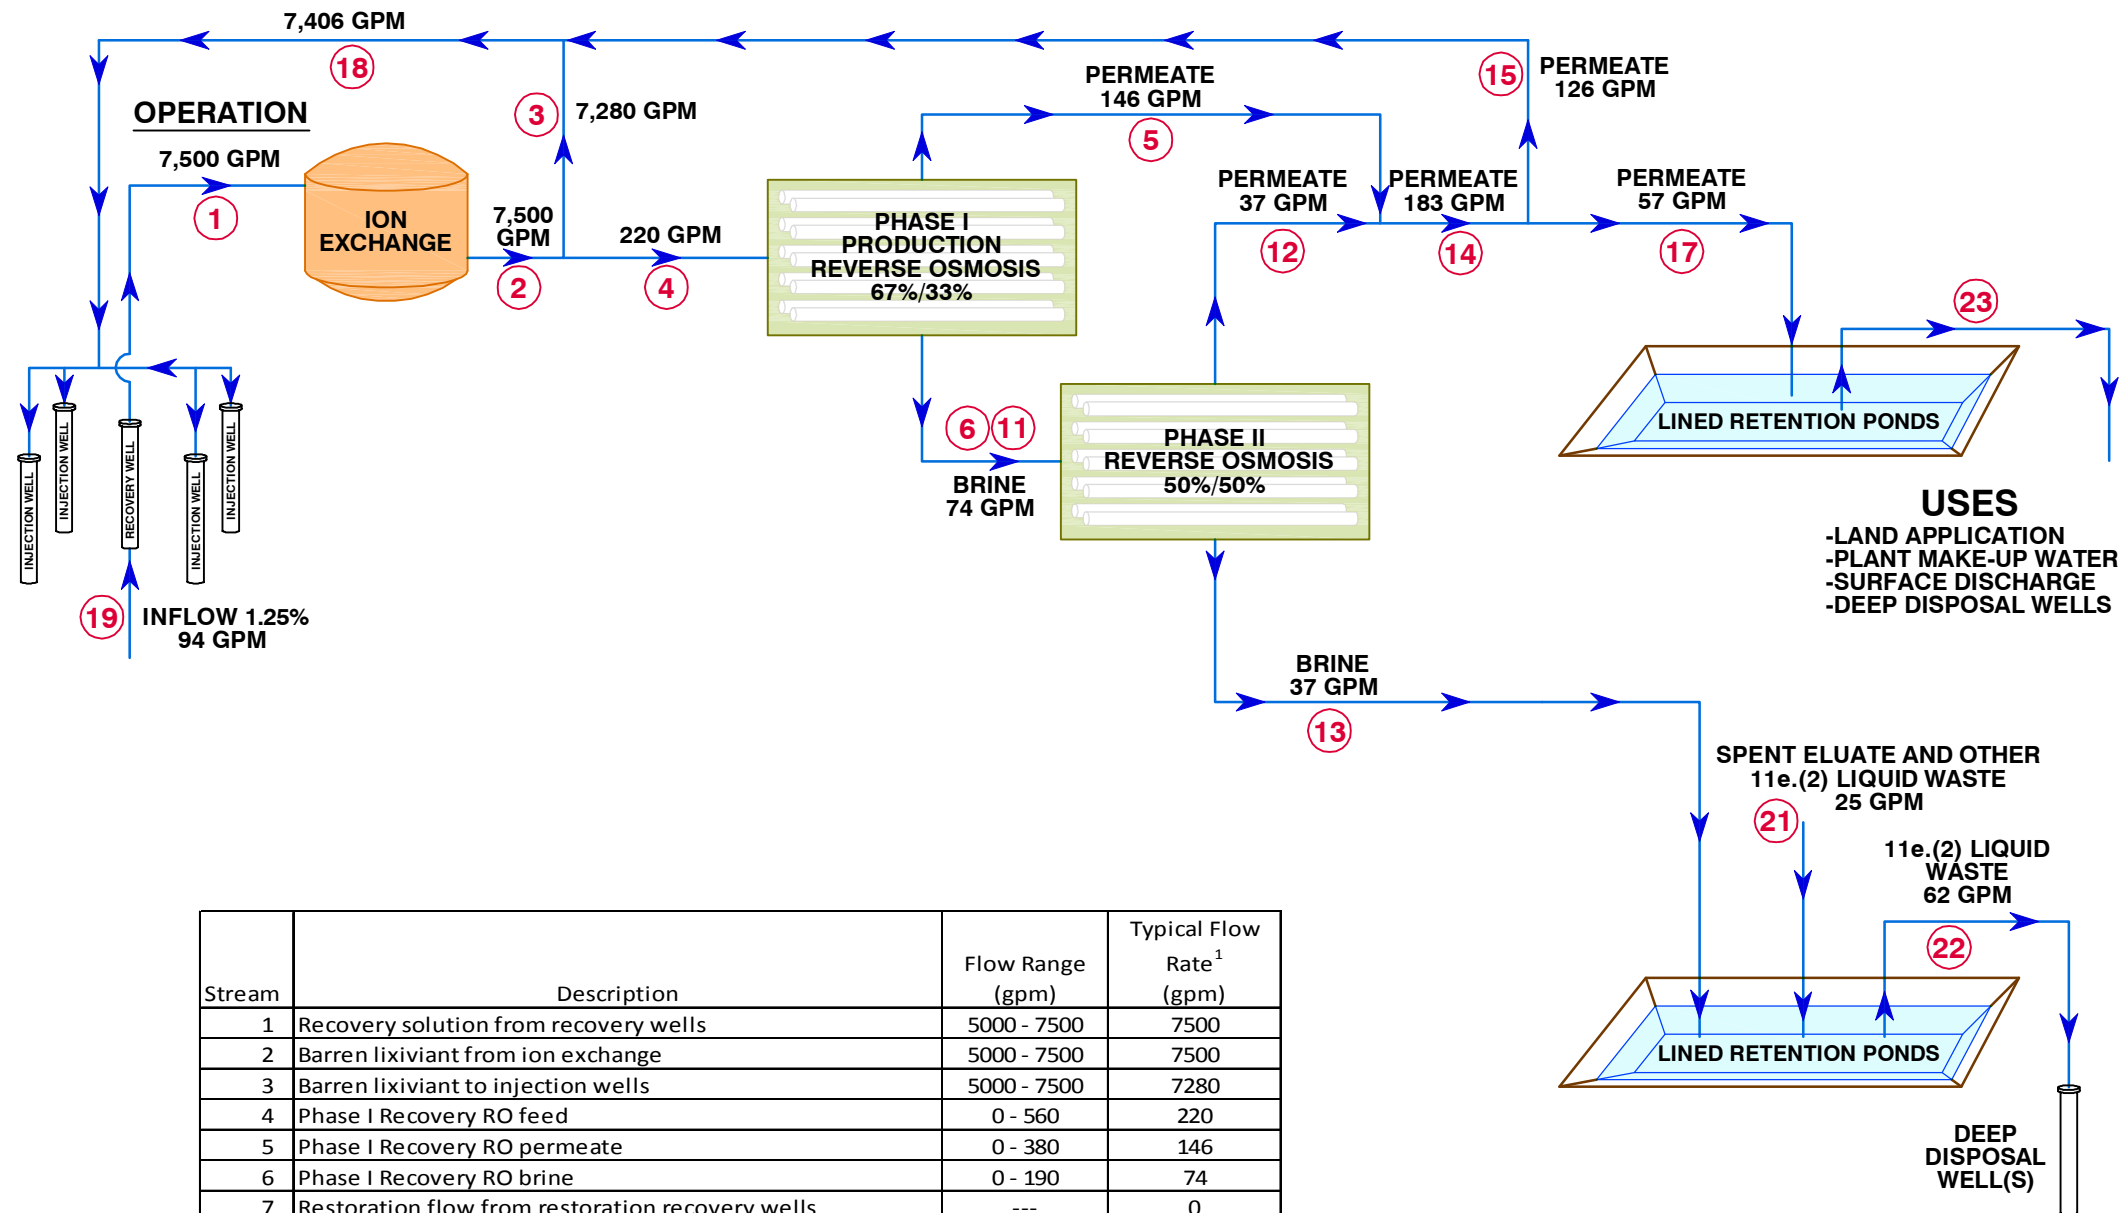 7,406 GPM
18
OPERATION
7,500 GPM
1
ION
EXCHANGE
3
7,280 GPM
7,500
GPM
2
220 GPM
4
PERMEATE
146 GPM
5
PHASE I
PRODUCTION
REVERSE OSMOSIS
67%/33%
15
PERMEATE
126 GPM
PERMEATE
37 GPM
12
PERMEATE
183 GPM
14
PERMEATE
57 GPM
17
23
LINED RETENTION PONDS
USES
-LAND APPLICATION
-PLANT MAKE-UP WATER
-SURFACE DISCHARGE
-DEEP DISPOSAL WELLS
6
11
BRINE
74 GPM
PHASE II
REVERSE OSMOSIS
50%/50%
INJECTION WELL
INJECTION WELL
RECOVERY WELL
INJECTION WELL
INJECTION WELL
19
INFLOW 1.25%
94 GPM
BRINE
37 GPM
13
SPENT ELUATE AND OTHER
11e.(2) LIQUID WASTE
25 GPM
21
11e.(2) LIQUID
WASTE
62 GPM
22
LINED RETENTION PONDS
DEEP
DISPOSAL
WELL(S)
Stream Description Flow Range (gpm) Typical Flow Rate1 (gpm)
1 Recovery solution from recovery wells 5000 - 7500 7500
2 Barren lixiviant from ion exchange 5000 - 7500 7500
3 Barren lixiviant to injection wells 5000 - 7500 7280
4 Phase I Recovery RO feed 0 - 560 220
5 Phase I Recovery RO permeate 0 - 380 146
6 Phase I Recovery RO brine 0 - 190 74
7 Restoration flow from restoration recovery wells --- 0